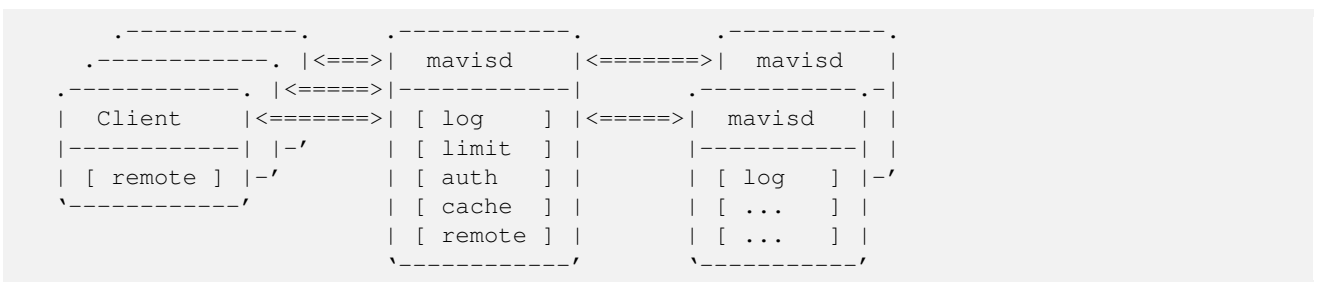 .------------.     .------------.          .-----------.
       .------------. |<===>|  mavisd    |<=======>|  mavisd   |
     .------------. |<=====>|------------|       .-----------.-|
     |  Client    |<=======>| [ log    ] |<=====>|  mavisd   | |
     |------------| |-’     | [ limit  ] |       |-----------| |
     | [ remote ] |-’       | [ auth   ] |       | [ log   ] |-’
     ‘------------’         | [ cache  ] |       | [ ...   ] |
                            | [ remote ] |       | [ ...   ] |
                            ‘------------’       ‘-----------’